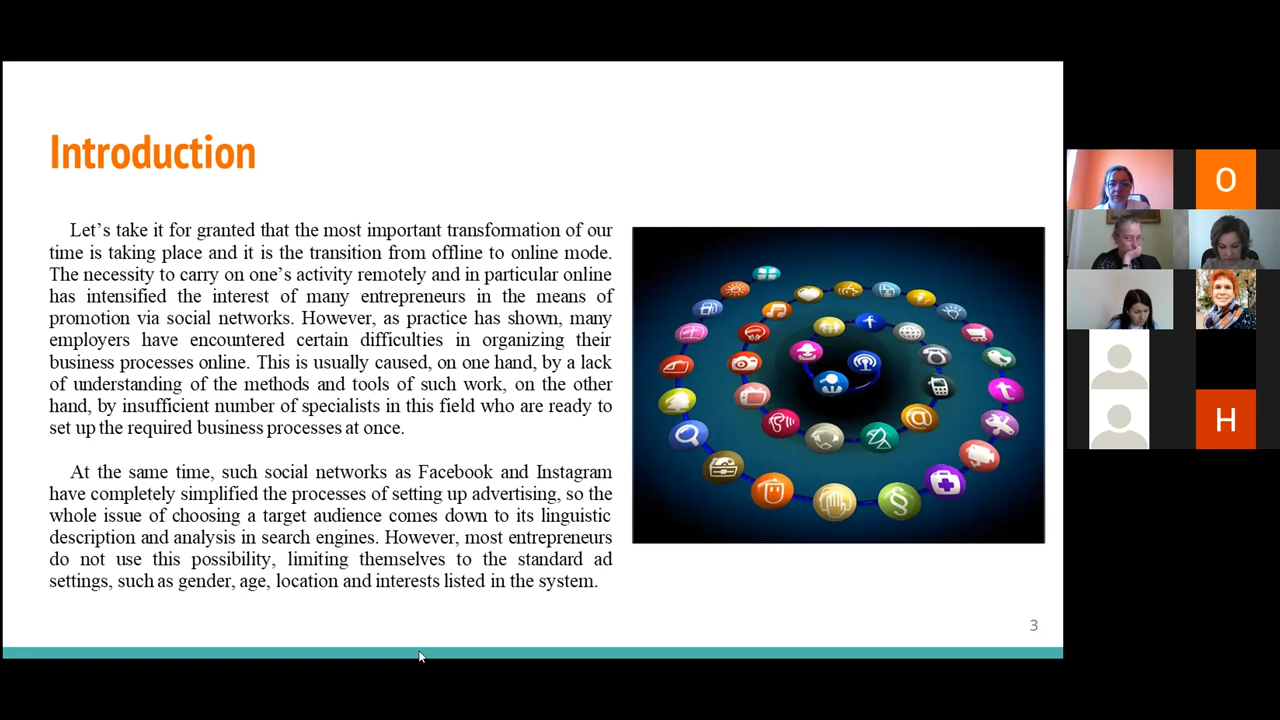 Introduction
Let’s take it for granted that the most important transformation of our
time is taking place and it is the transition from offline to online mode.
The necessity to carry on one’s activity remotely and in particular online
has intensified the interest of many entrepreneurs in the means of
promotion via social networks. However, as practice has shown, many
employers have encountered certain difficulties in organizing their
business processes online. This is usually caused, on one hand, by a lack
of understanding of the methods and tools of such work, on the other
hand, by insufficient number of specialists in this field who are ready to
set up the required business processes at once.
At the same time, such social networks as Facebook and Instagram
have completely simplified the processes of setting up advertising, so the
whole issue of choosing a target audience comes down to its linguistic
description and analysis in search engines. However, most entrepreneurs
do not use this possibility, limiting themselves to the standard ad
settings, such as gender, age, location and interests listed in the system.
3
O
H